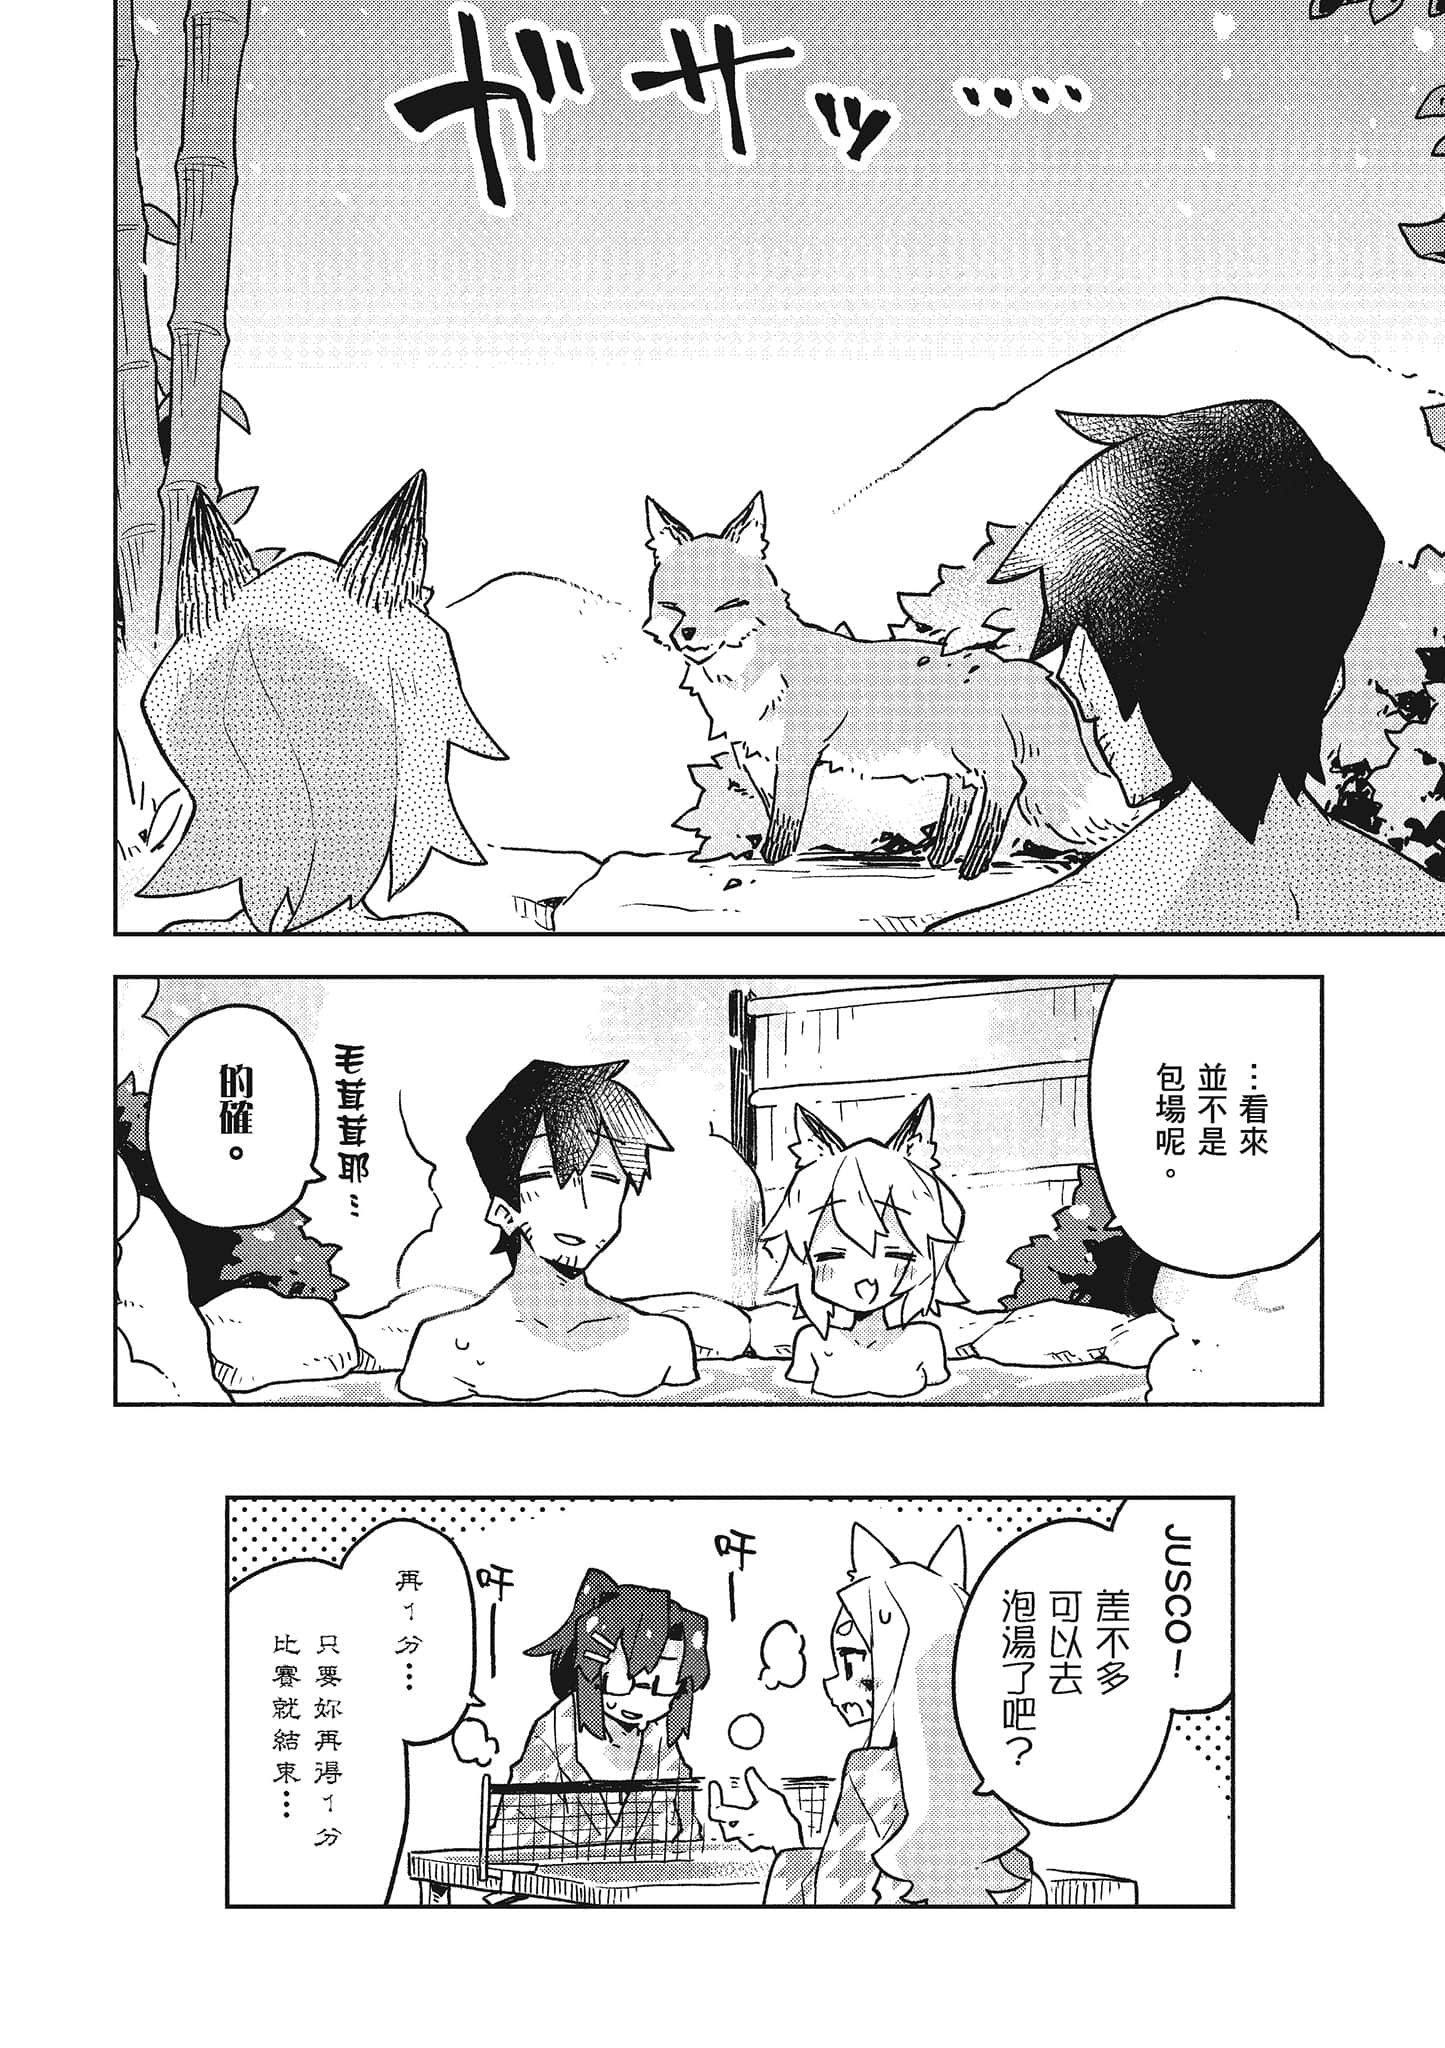 ガサッ‥‥
…看來
並不是
包場呢。
毛茸茸耶…
的確。
JUSCO！
差不多
可以去
泡湯了吧？
吁ー
吁ー
再1分…
只要妳再得1分
比賽就結束…